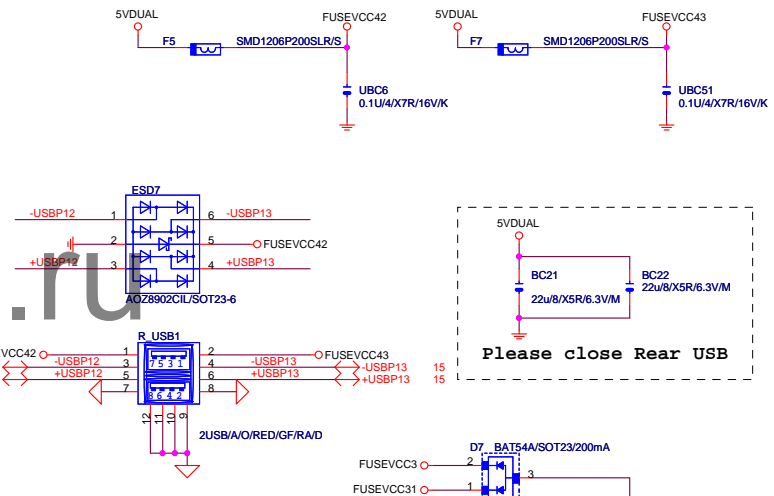 5VDUAL FUSEVCC42 5VDUAL FUSEVCC43
F5 SMD1206P200SLR/S F7 SMD1206P200SLR/S
UBC6 UBC51
0.1U/4/X7R/16V/K 0.1U/4/X7R/16V/K
ESD7
-USBP12 1 6 -USBP13
2 5 FUSEVCC42
+USBP12 3 4 +USBP13
AOZ8902CIL/SOT23-6
.ru
5VDUAL
BC21 BC22
22u/8/X5R/6.3V/M 22u/8/X5R/6.3V/M
Please close Rear USB
R_USB1
VCC42 1 2 FUSEVCC43
-USBP12 3 4 -USBP13 -USBP13 15
+USBP12 5 6 +USBP13 +USBP13 15
7 8
7 5 3 1
8 6 4 2
12 11 10 9
2USB/A/O/RED/GF/RA/D
D7 BAT54A/SOT23/200mA
FUSEVCC3 2 3
FUSEVCC31 1